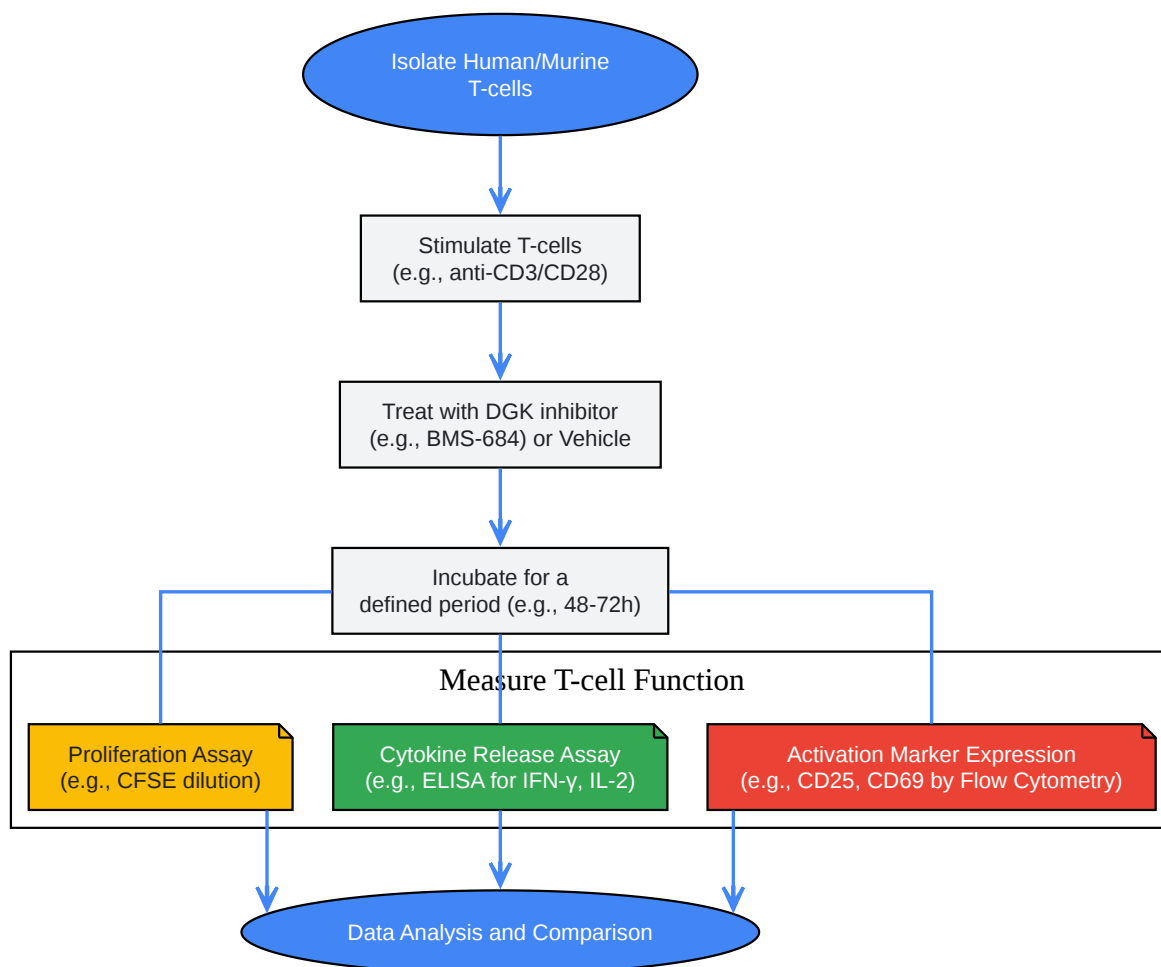 Isolate Human/Murine
T-cells
Stimulate T-cells
(e.g., anti-CD3/CD28)
Treat with DGK inhibitor
(e.g., BMS-684) or Vehicle
Incubate for a
defined period (e.g., 48-72h)
Measure T-cell Function
Proliferation Assay
(e.g., CFSE dilution)
Cytokine Release Assay
(e.g., ELISA for IFN-γ, IL-2)
Activation Marker Expression
(e.g., CD25, CD69 by Flow Cytometry)
Data Analysis and Comparison